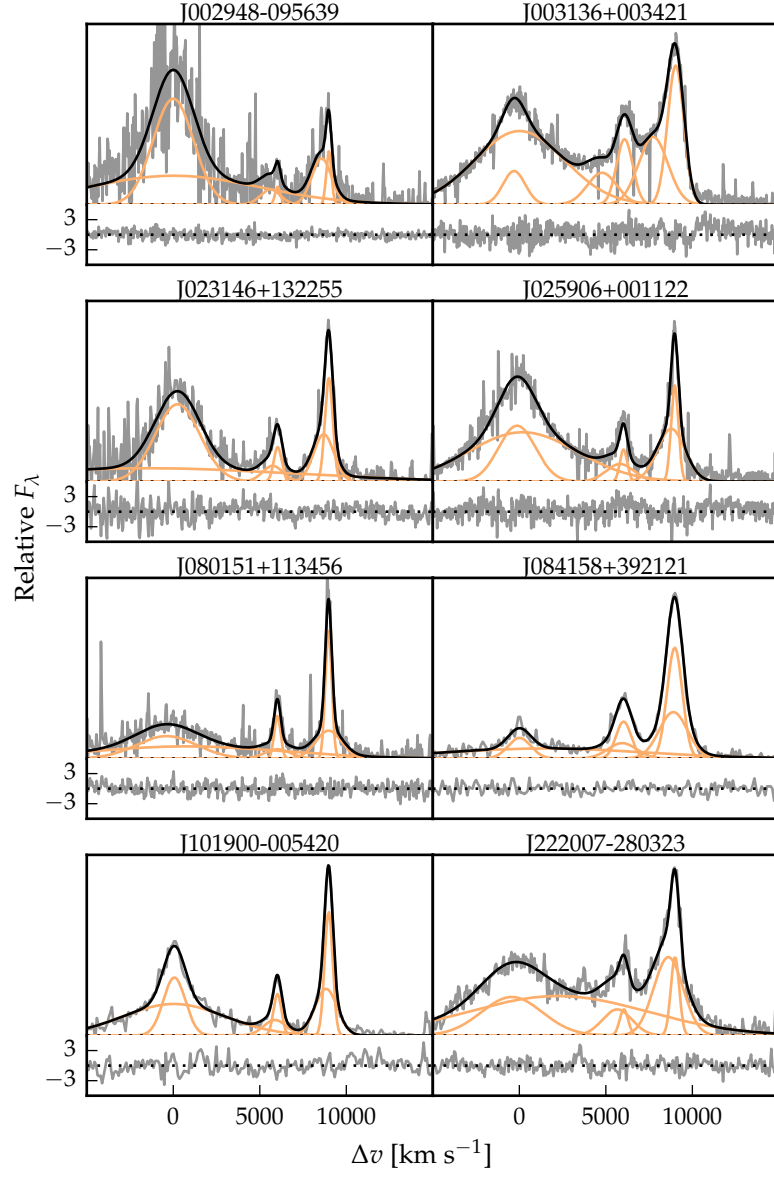 J002948-095639 J003136+003421
3
−3
J023146+132255 J025906+001122
3
−3
Relative Fλ
J080151+113456 J084158+392121
3
−3
J101900-005420 J222007-280323
3
−3
0 5000 10000 0 5000 10000
Δv [km s⁻¹]